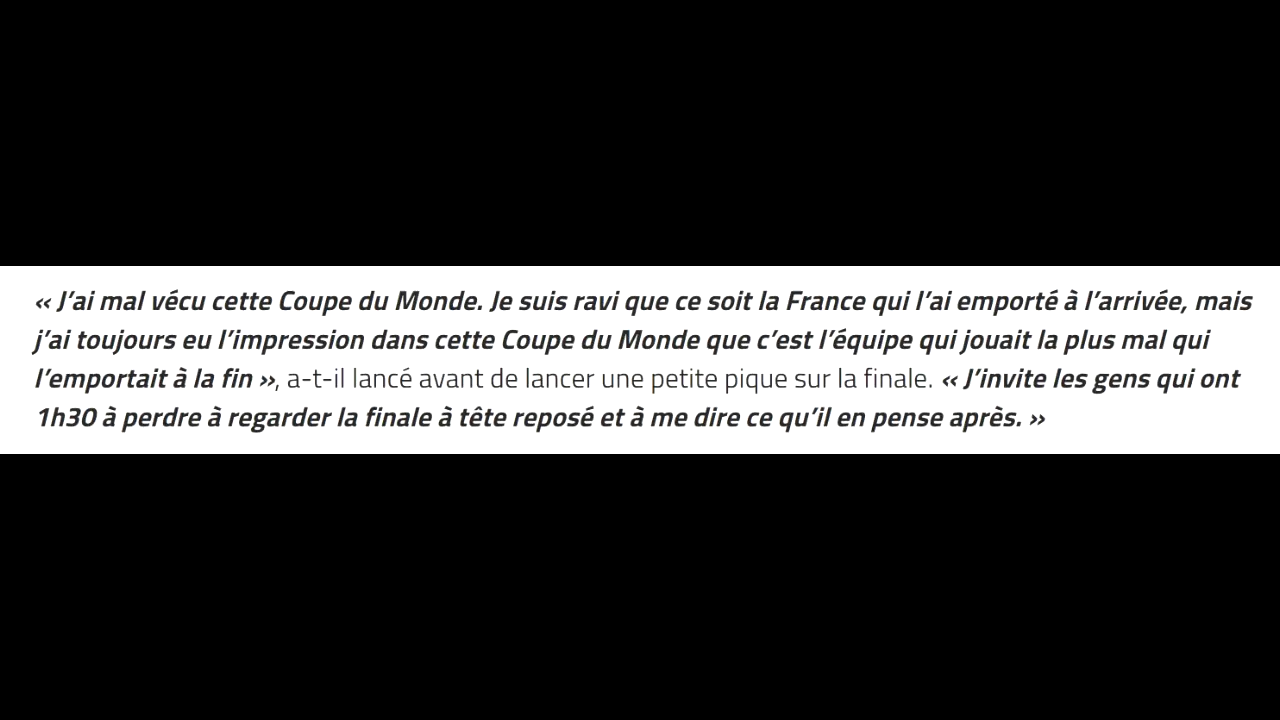 « J’ai mal vécu cette Coupe du Monde. Je suis ravi que ce soit la France qui l’ai emporté à l’arrivée, mais
j’ai toujours eu l’impression dans cette Coupe du Monde que c’est l’équipe qui jouait la plus mal qui
l’emportait à la fin », a-t-il lancé avant de lancer une petite pique sur la finale. « J’invite les gens qui ont
1h30 à perdre à regarder la finale à tête reposé et à me dire ce qu’il en pense après. »